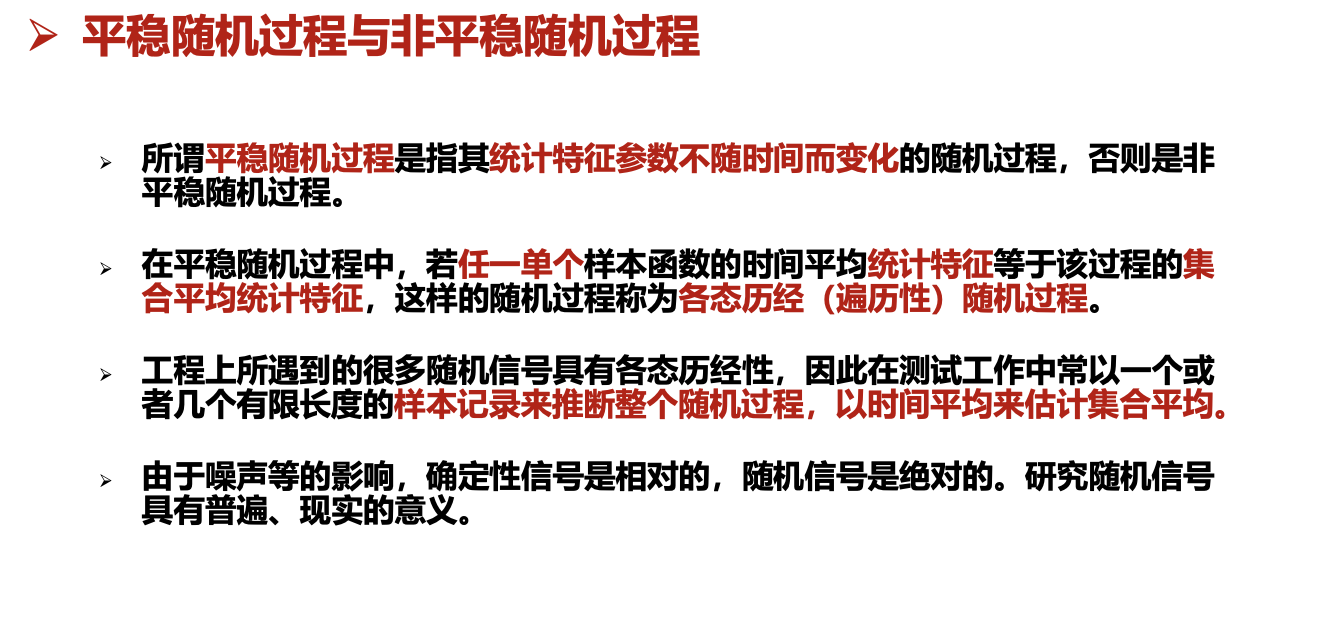 平稳随机过程与非平稳随机过程
所谓平稳随机过程是指其统计特征参数不随时间而变化的随机过程，否则是非
平稳随机过程。
在平稳随机过程中，若任一单个样本函数的时间平均统计特征等于该过程的集
合平均统计特征，这样的随机过程称为各态历经（遍历性）随机过程。
工程上所遇到的很多随机信号具有各态历经性，因此在测试工作中常以一个或
者几个有限长度的样本记录来推断整个随机过程，以时间平均来估计集合平均。
由于噪声等的影响，确定性信号是相对的，随机信号是绝对的。研究随机信号
具有普遍、现实的意义。